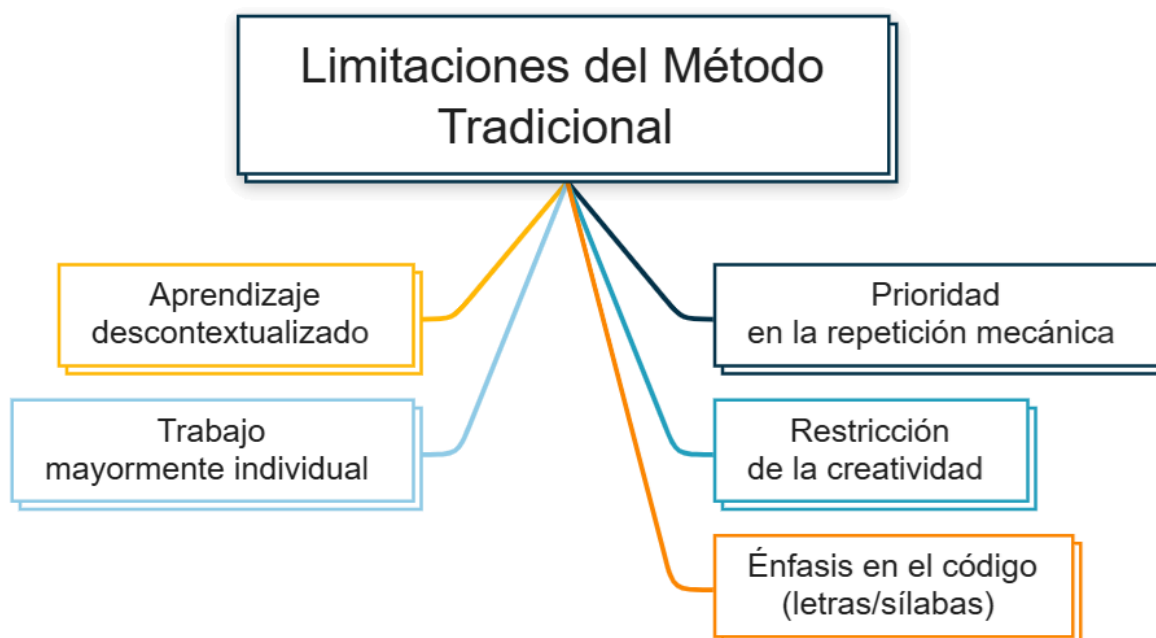 Limitaciones del Método
Tradicional
Aprendizaje
descontextualizado
Trabajo
mayormente individual
Prioridad
en la repetición mecánica
Restricción
de la creatividad
Énfasis en el código
(letras/sílabas)